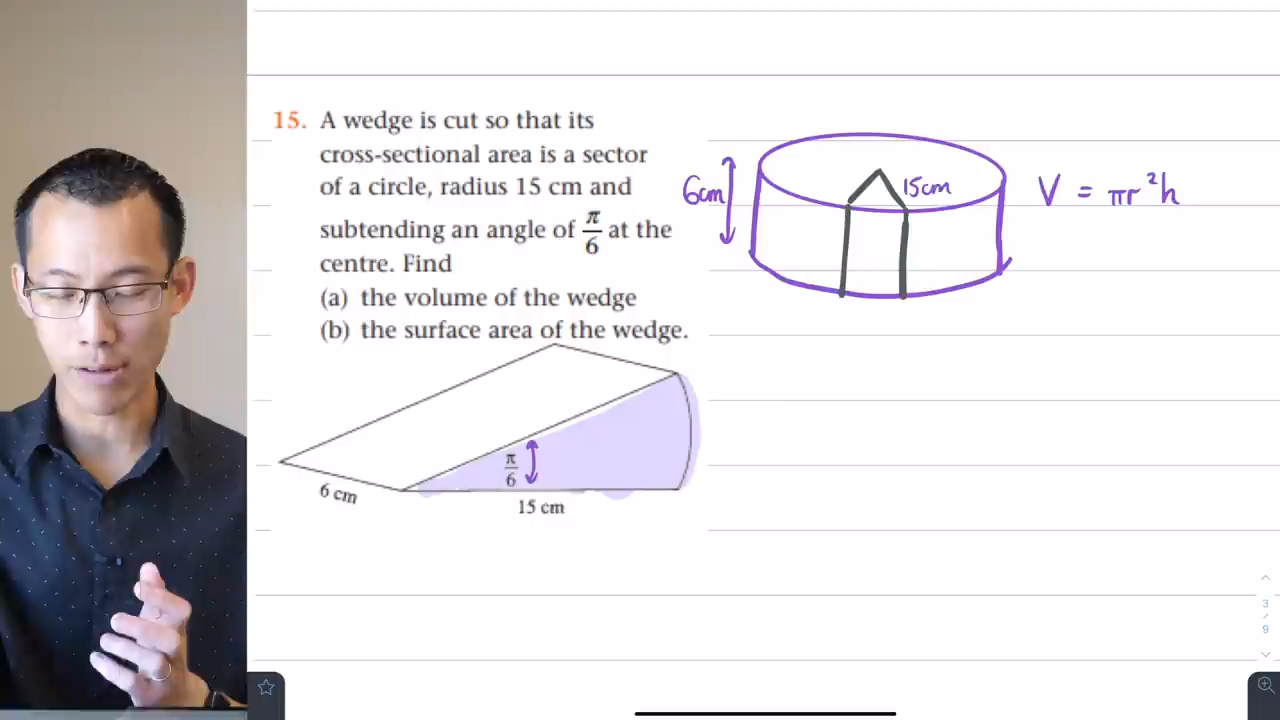 15. A wedge is cut so that its
cross-sectional area is a sector
of a circle, radius 15 cm and
subtending an angle of π/6 at the
centre. Find
(a) the volume of the wedge
(b) the surface area of the wedge.
π/6
6 cm
15 cm
6cm
15cm
V = πr²h
3
/
9